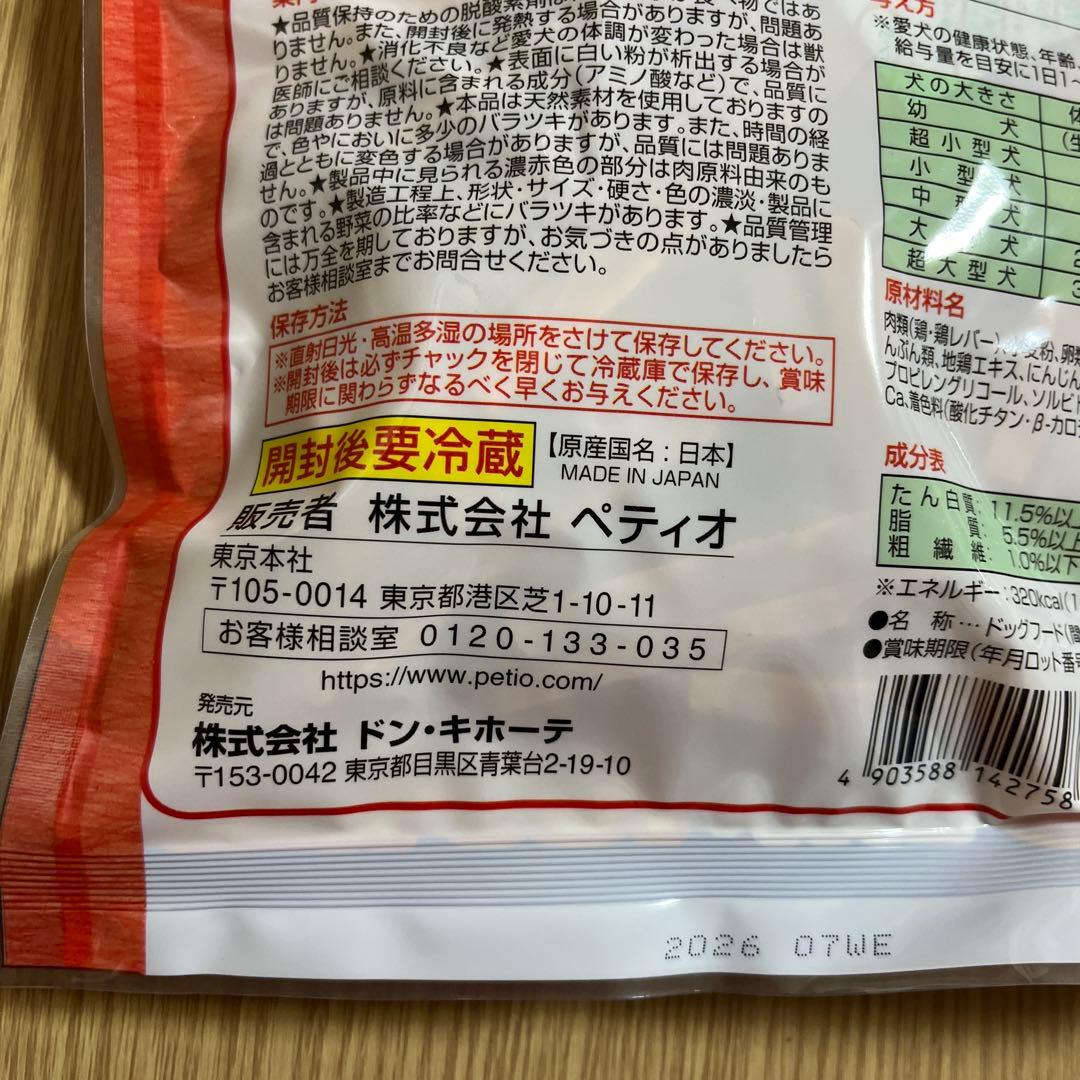 ★品質保持のための脱酸素剤は
物ではあ
りません。また、開封後に発熱する場合がありますが、問題あ
りません。★消化不良など愛犬の体調が変わった場合は獣
医師にご相談ください。★表面に白い粉が析出する場合が
ありますが、原料に含まれる成分(アミノ酸など)で、品質に
は問題ありません。★本品は天然素材を使用しておりますの
で、色やにおいに多少のバラツキがあります。また、時間の経
過とともに変色する場合がありますが、品質には問題ありま
せん。★製品中に見られる濃赤色の部分は肉原料由来のも
のです。★製造工程上、形状・サイズ・硬さ・色の濃淡・製品に
含まれる野菜の比率などにバラツキがあります。★品質管理
には万全を期しておりますが、お気づきの点がありましたら
お客様相談室までお問合せください。
保存方法
※直射日光・高温多湿の場所をさけて保存してください。
※開封後は必ずチャックを閉じて冷蔵庫で保存し、賞味
期限に関わらずなるべく早くお与えください。
開封後要冷蔵
【原産国名:日本】
MADE IN JAPAN
販売者 株式会社 ペティオ
東京本社
〒105-0014 東京都港区芝1-10-11
お客様相談室 0120-133-035
https://www.petio.com/
発売元
株式会社 ドン・キホーテ
〒153-0042 東京都目黒区青葉台2-19-10
与え方
※愛犬の健康状態、年齢、
給与量を目安に1日1~
犬の大きさ 体
幼犬 (生
超小型犬
小型犬
中型犬
大型犬 2
超大型犬 3
原材料名
肉類(鶏・鶏レバー)、小麦粉、卵類
んぷん類、地鶏エキス、にんじん
プロピレングリコール、ソルビト
Ca、着色料(酸化チタン・β-カロ
成分表
たん白質: 11.5%以上
脂質: 5.5%以上
粗繊維: 1.0%以下
※エネルギー:320kcal(1
●名 称…ドッグフード(間
●賞味期限(年月ロット番号
4 903588 142758
2026 07WE